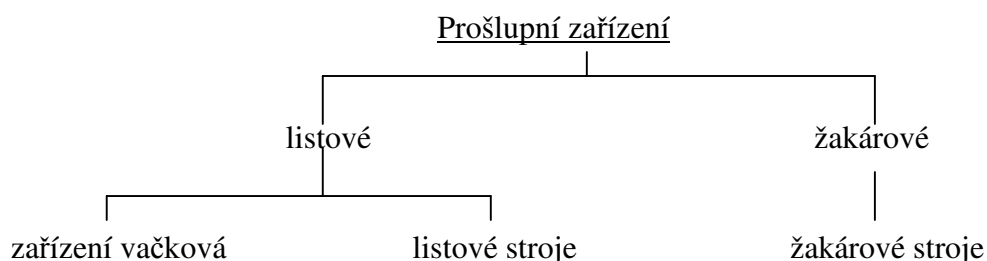 Prošlupní zařízení
listové žakárové
zařízení vačková listové stroje žakárové stroje